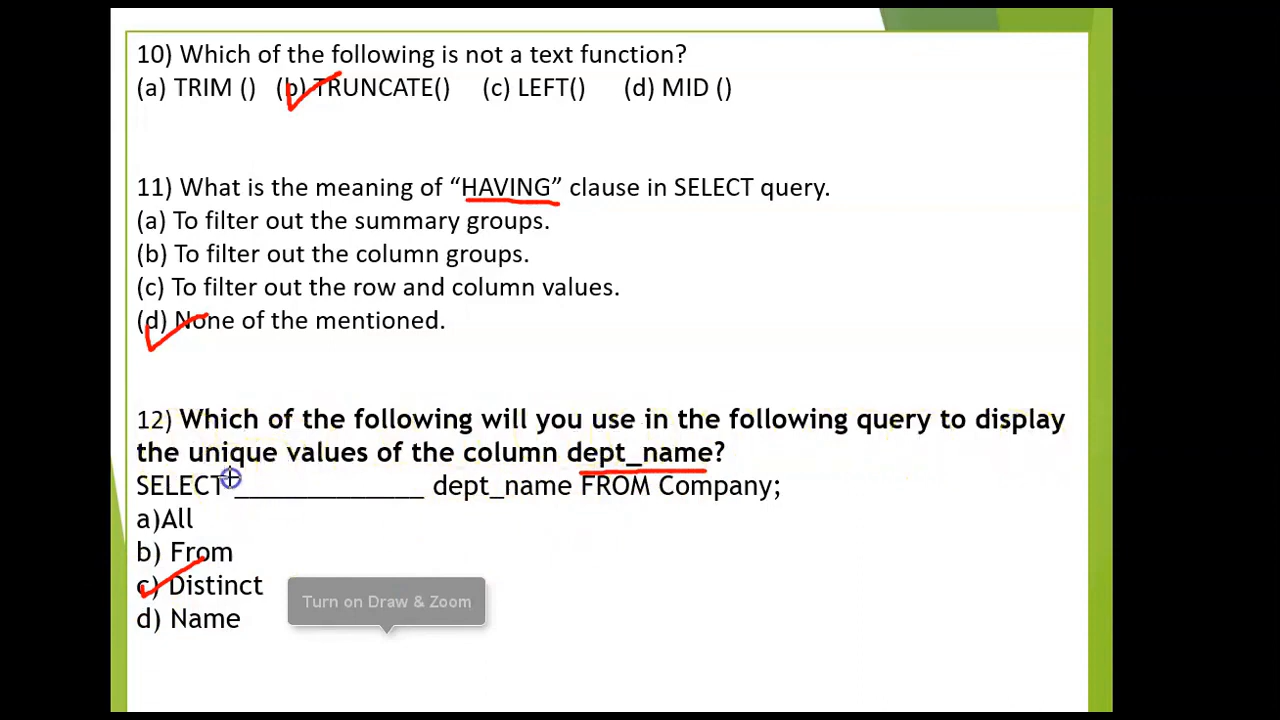 10) Which of the following is not a text function?
(a) TRIM () (b) TRUNCATE() (c) LEFT() (d) MID ()
11) What is the meaning of “HAVING” clause in SELECT query.
(a) To filter out the summary groups.
(b) To filter out the column groups.
(c) To filter out the row and column values.
(d) None of the mentioned.
12) Which of the following will you use in the following query to display
the unique values of the column dept_name?
SELECT _____________ dept_name FROM Company;
a)All
b) From
c) Distinct
d) Name
Turn on Draw & Zoom